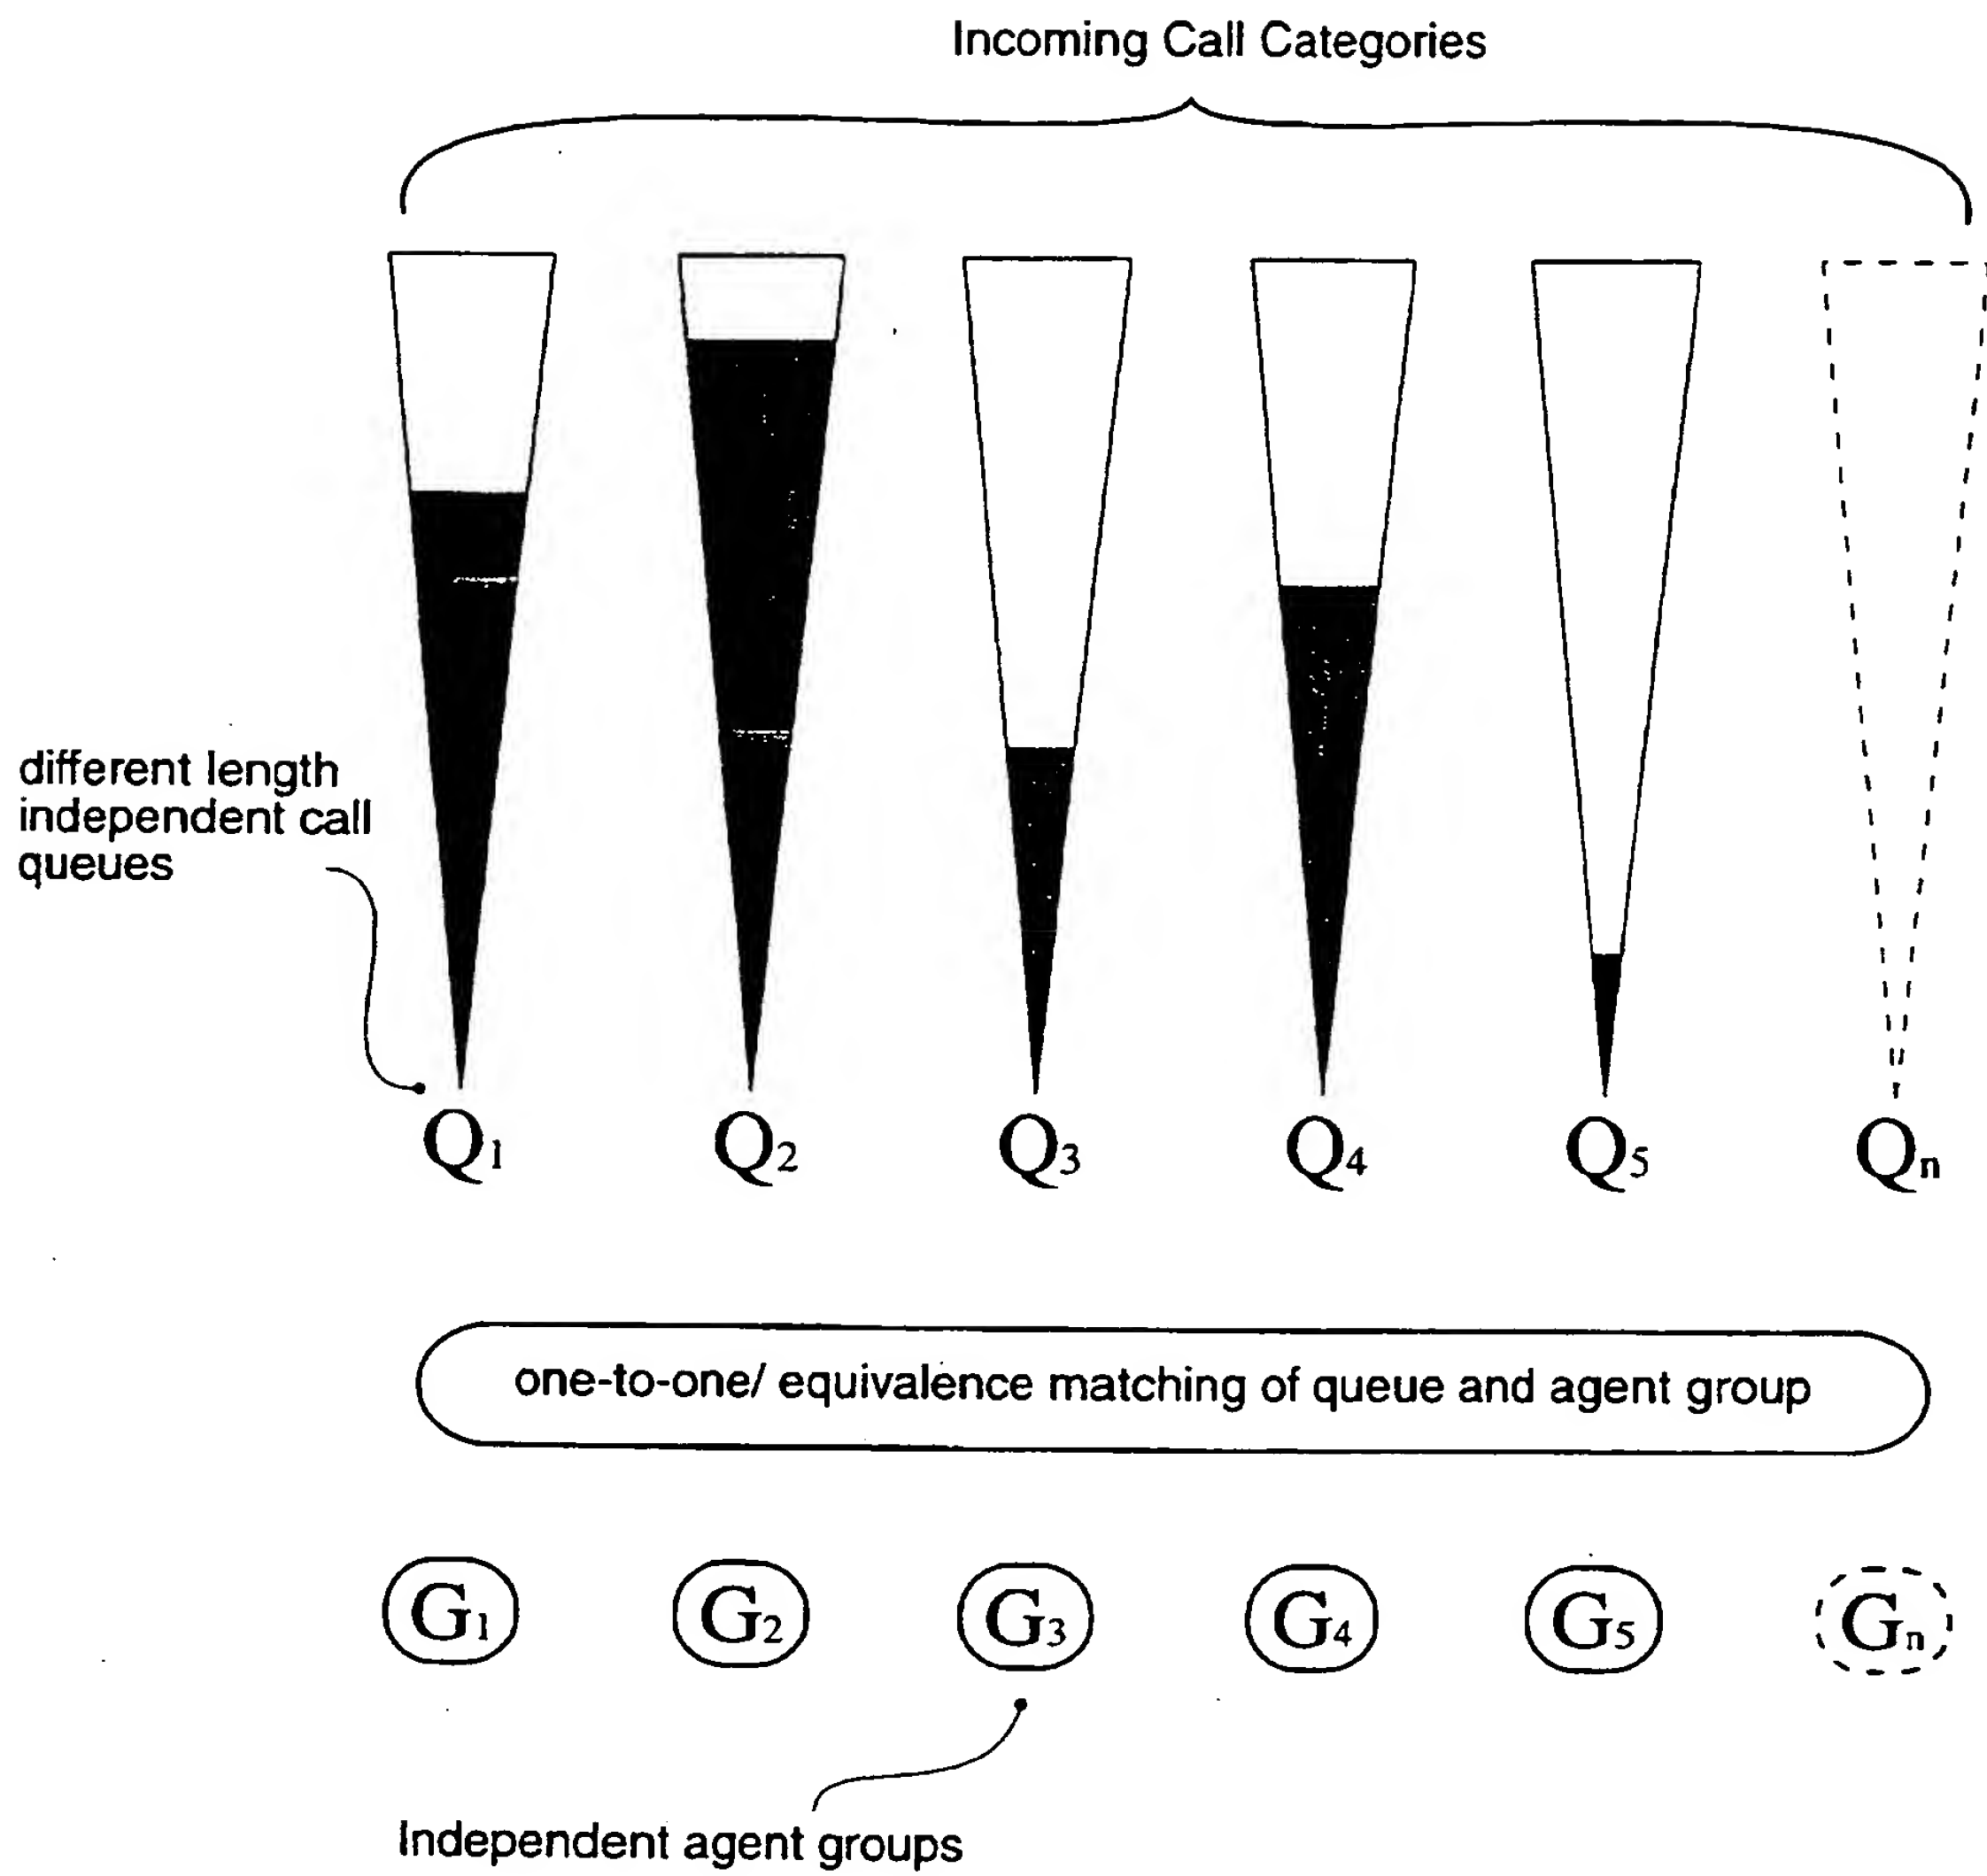 Incoming Call Categories
different length
independent call
queues
Q1 Q2 Q3 Q4 Q5 Qn
one-to-one/ equivalence matching of queue and agent group
G1 G2 G3 G4 G5 Gn
Independent agent groups